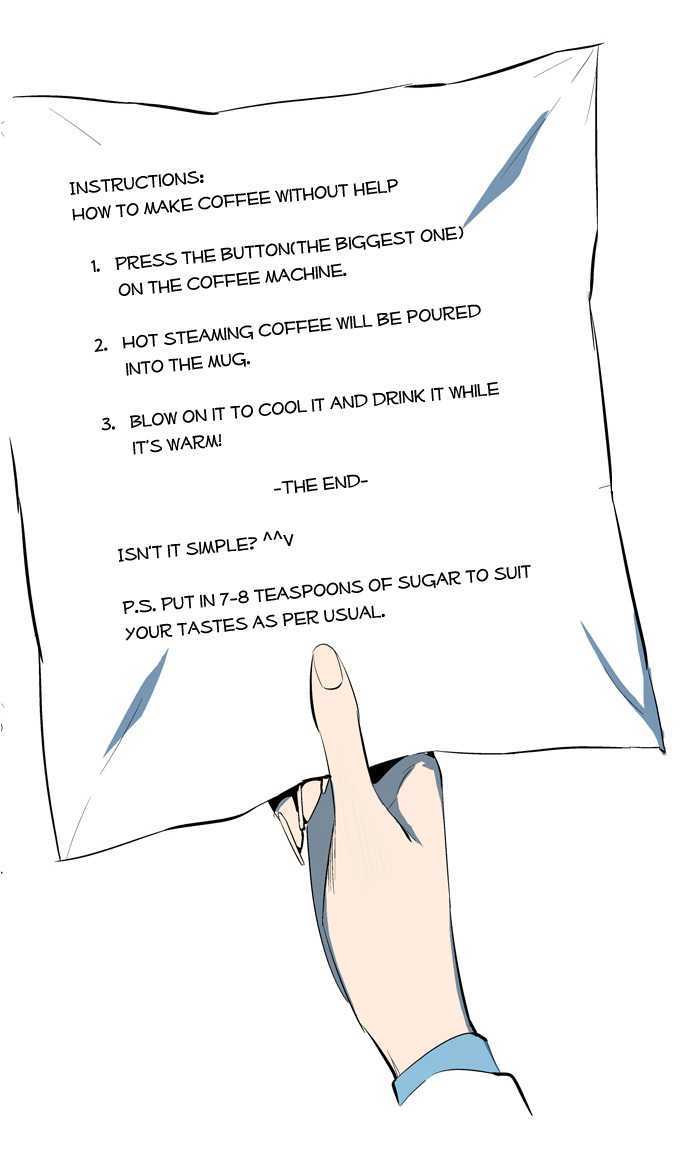 INSTRUCTIONS:
HOW TO MAKE COFFEE WITHOUT HELP
1. PRESS THE BUTTON(THE BIGGEST ONE)
ON THE COFFEE MACHINE.
2. HOT STEAMING COFFEE WILL BE POURED
INTO THE MUG.
3. BLOW ON IT TO COOL IT AND DRINK IT WHILE
IT'S WARM!
-THE END-
ISN'T IT SIMPLE? ^^V
P.S. PUT IN 7-8 TEASPOONS OF SUGAR TO SUIT
YOUR TASTES AS PER USUAL.